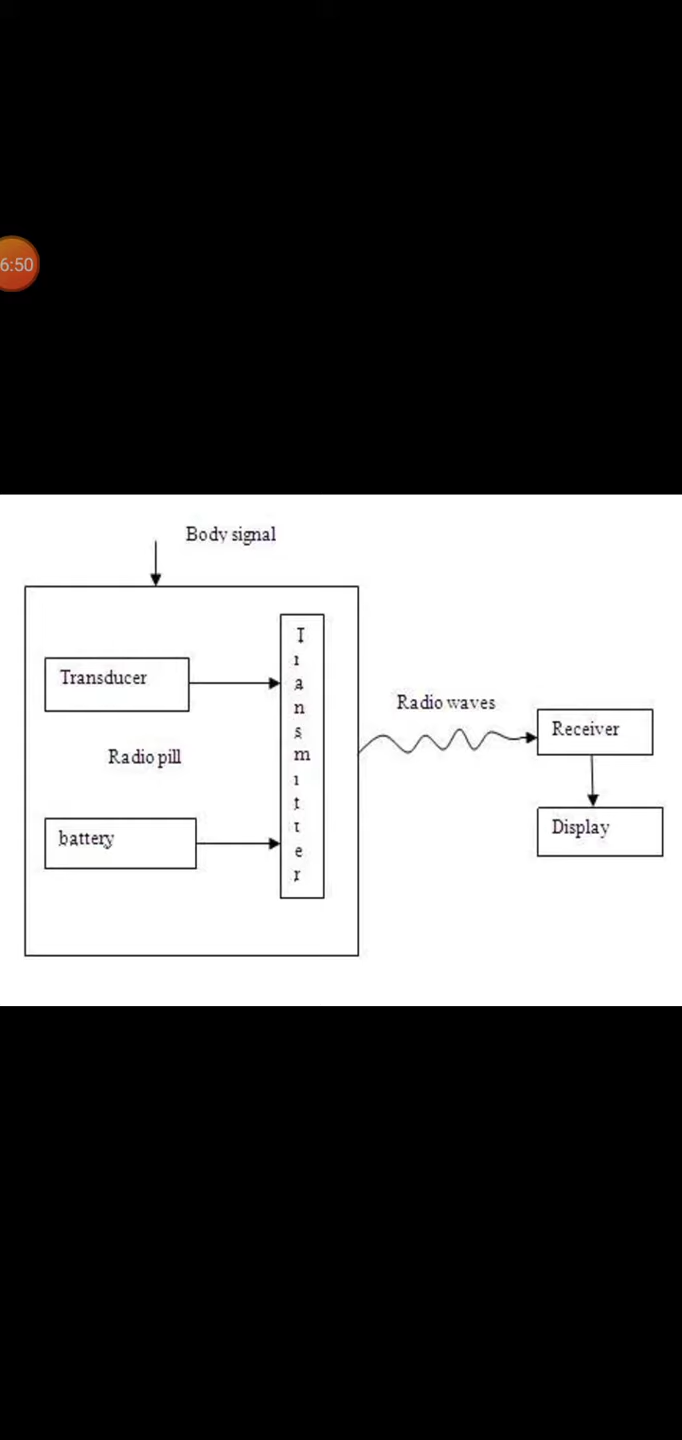 6:50
Body signal
Transducer
Transmitter
Radio waves
Receiver
Radio pill
Display
battery